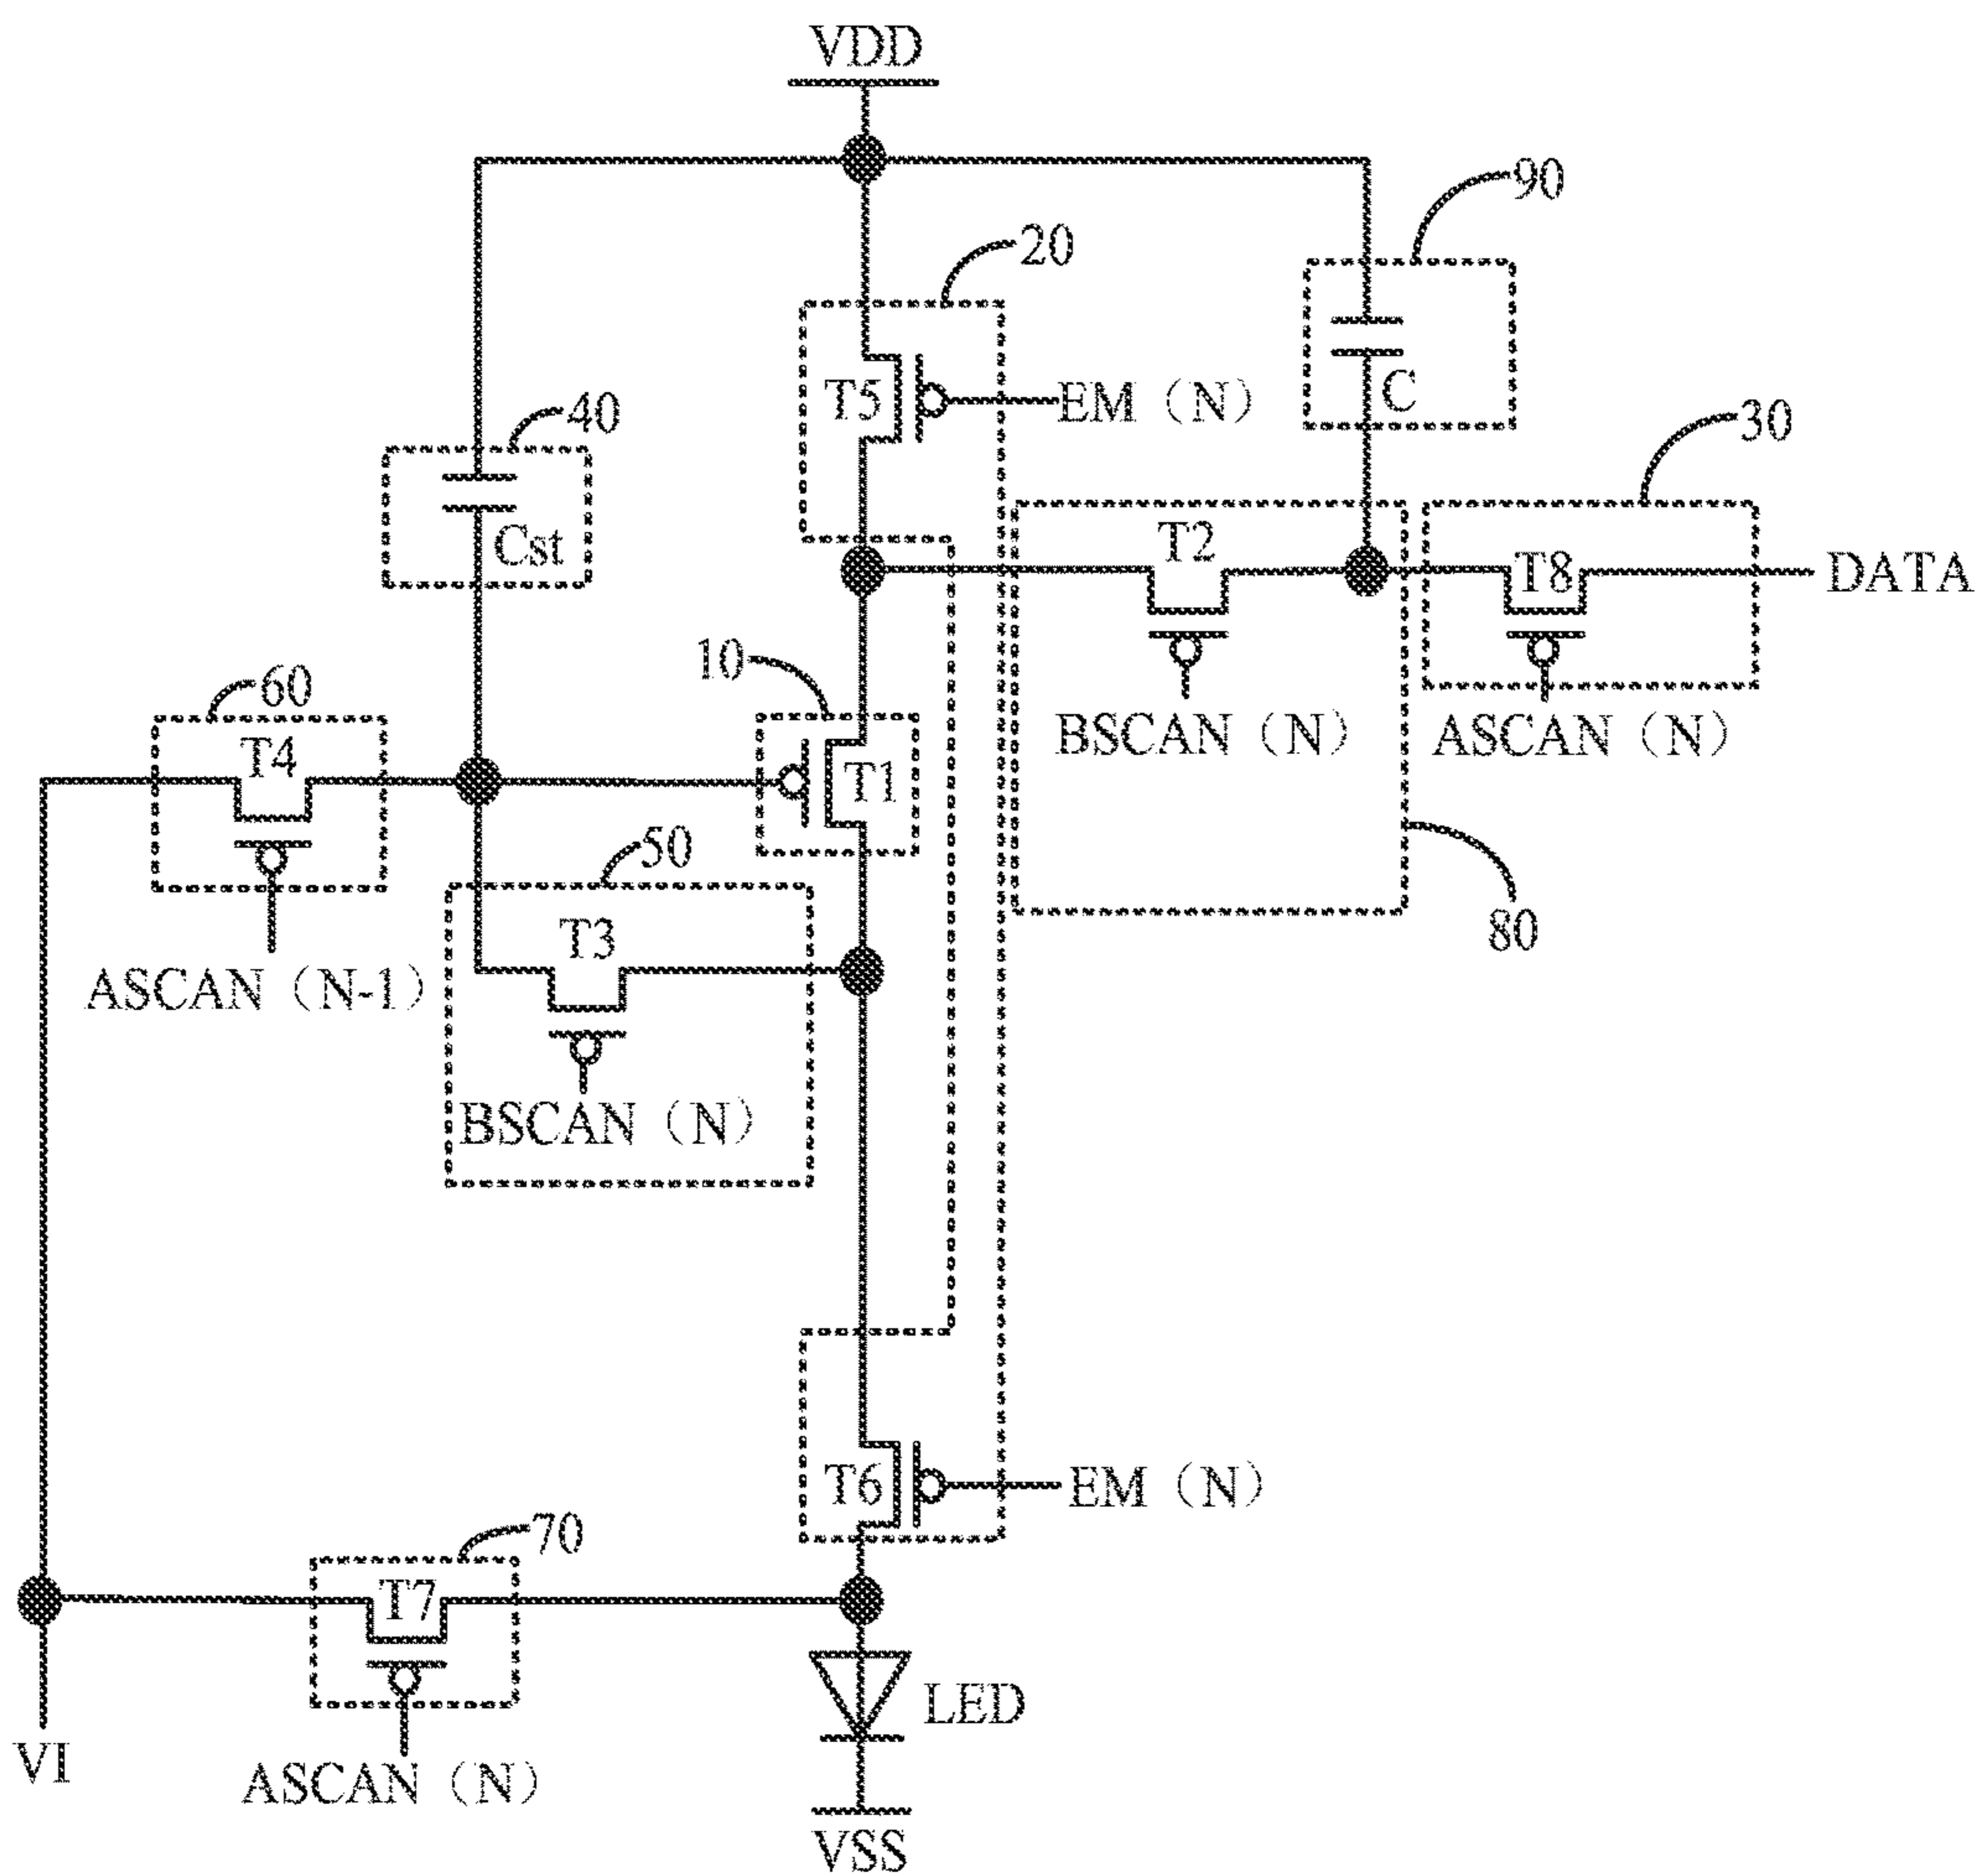 VDD
90
20
T5
EM（N）
C
40
30
Cst
T2
T8
DATA
10
60
T4
T1
BSCAN（N）
ASCAN（N）
50
T3
80
ASCAN（N-1）
BSCAN（N）
T6
EM（N）
70
T7
LED
VI
ASCAN（N）
VSS